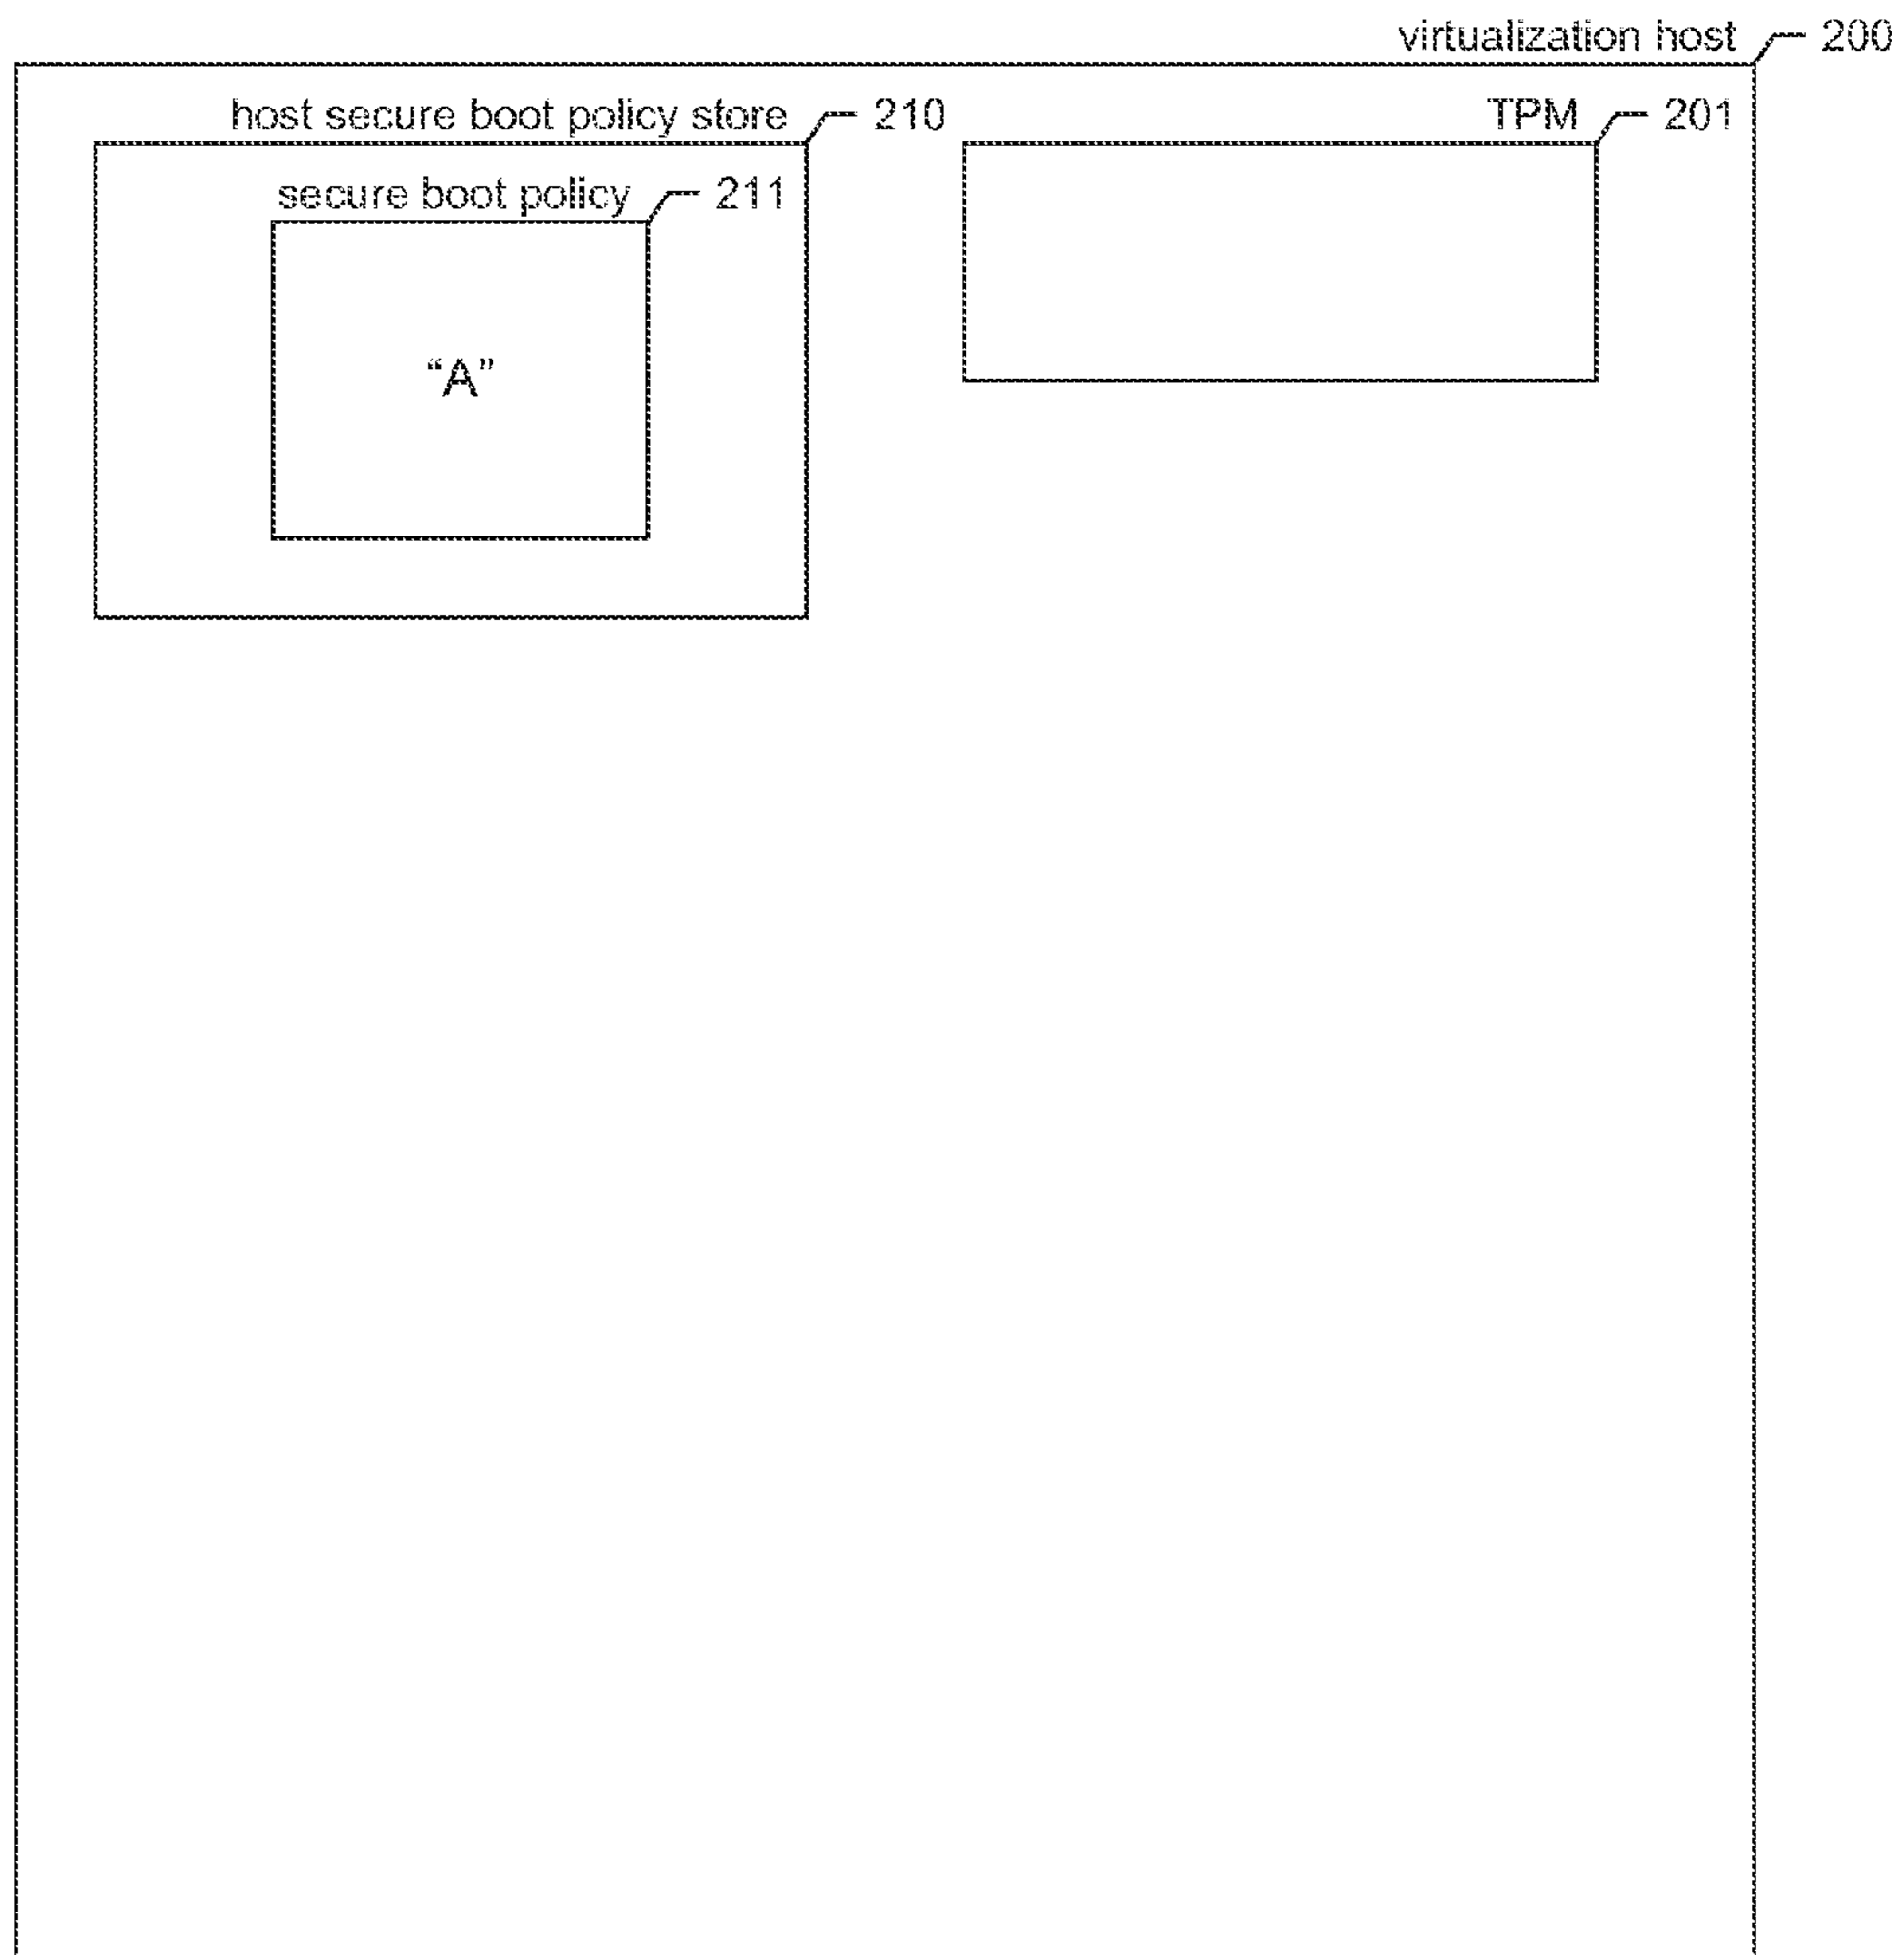 virtualization host 200
host secure boot policy store 210
TPM 201
secure boot policy 211
“A”